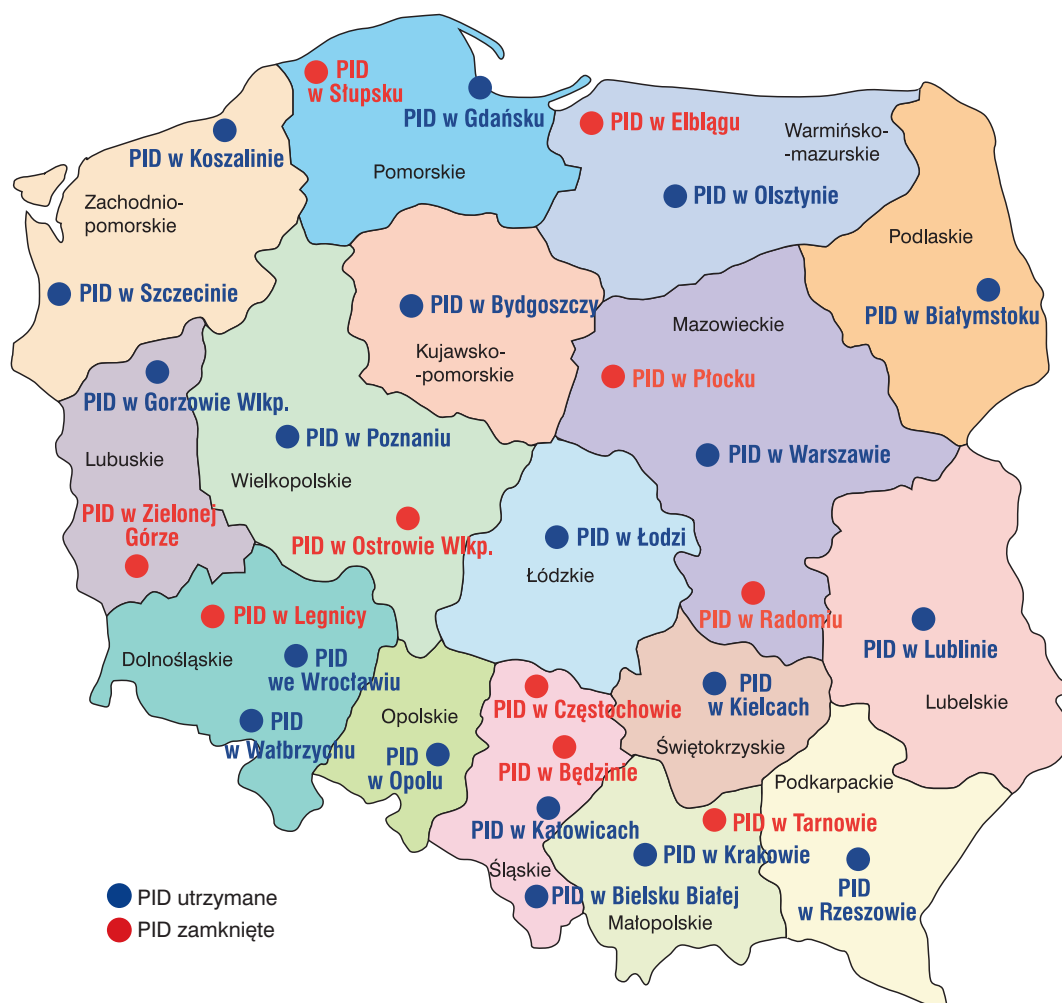 PID
w Słupsku
PID w Gdańsku
PID w Elblągu
Warmińsko-
-mazurskie
PID w Koszalinie
Pomorskie
Zachodnio-
pomorskie
PID w Olsztynie
Podlaskie
PID w Szczecinie
PID w Bydgoszczy
Mazowieckie
PID w Białymstoku
Kujawsko-
-pomorskie
PID w Płocku
PID w Gorzowie Wlkp.
PID w Poznaniu
Lubuskie
Wielkopolskie
PID w Warszawie
PID w Zielonej
Górze
PID w Ostrowie Wlkp.
PID w Łodzi
Łódzkie
PID w Legnicy
PID w Radomiu
PID w Lublinie
Dolnośląskie
PID
we Wrocławiu
PID
w Kielcach
Lubelskie
Opolskie
PID w Częstochowie
PID
w Wałbrzychu
PID
w Opolu
PID w Będzinie
Świętokrzyskie
Podkarpackie
PID w Katowicach
PID w Tarnowie
PID w Krakowie
Śląskie
PID
w Rzeszowie
PID w Bielsku Białej
Małopolskie
PID utrzymane
PID zamknięte